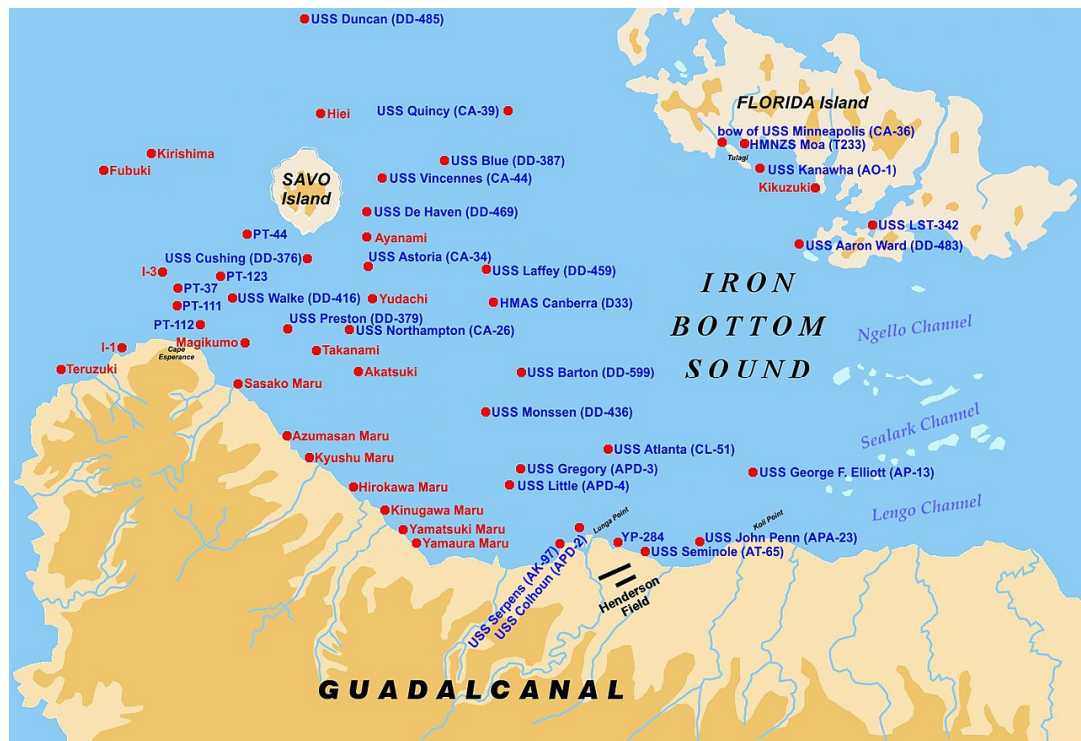 USS Duncan (DD-485)
USS Quincy (CA-39)
Hiei
FLORIDA Island
bow of USS Minneapolis (CA-36)
HMNZS Moa (T233)
Tulagi
Kirishima
Fubuki
USS Blue (DD-387)
USS Kanawha (AO-1)
USS Vincennes (CA-44)
SAVO
Island
Kikuzuki
USS De Haven (DD-469)
USS LST-342
PT-44
Ayanami
USS Aaron Ward (DD-483)
USS Cushing (DD-376)
USS Astoria (CA-34)
USS Laffey (DD-459)
I-3
PT-123
PT-37
IRON
BOTTOM
SOUND
USS Walke (DD-416)
Yudachi
HMAS Canberra (D33)
PT-111
USS Preston (DD-379)
PT-112
USS Northampton (CA-26)
Ngello Channel
Magikumo
I-1
Cape
Esperance
Takanami
Teruzuki
Akatsuki
USS Barton (DD-599)
Sasako Maru
USS Monssen (DD-436)
Sealark Channel
Azumasan Maru
USS Atlanta (CL-51)
Kyushu Maru
USS Gregory (APD-3)
USS George F. Elliott (AP-13)
Hirokawa Maru
USS Little (APD-4)
Lengo Channel
Kinugawa Maru
Lunga Point
Koli Point
Yamatsuki Maru
YP-284
USS John Penn (APA-23)
Yamaura Maru
USS Seminole (AT-65)
USS Serpens (AK-97)
USS Colhoun (APD-2)
Henderson
Field
GUADALCANAL